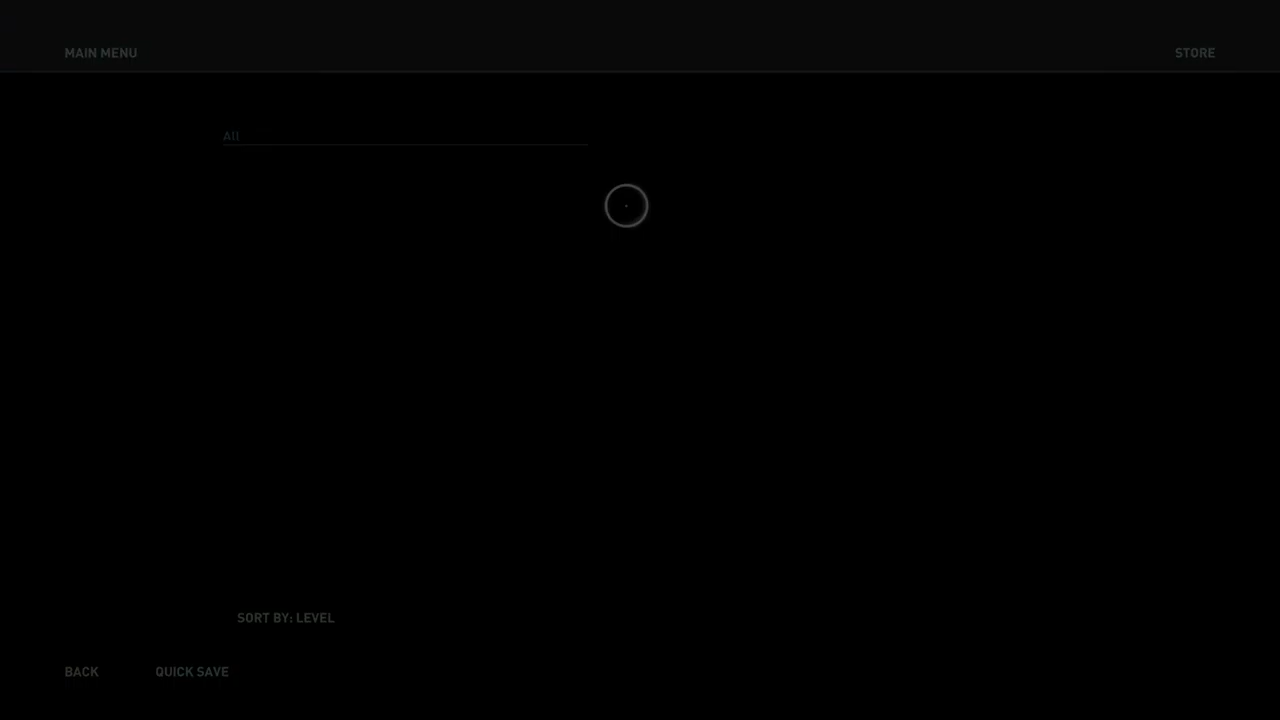 MAIN MENU
STORE
All
SORT BY: LEVEL
BACK
QUICK SAVE